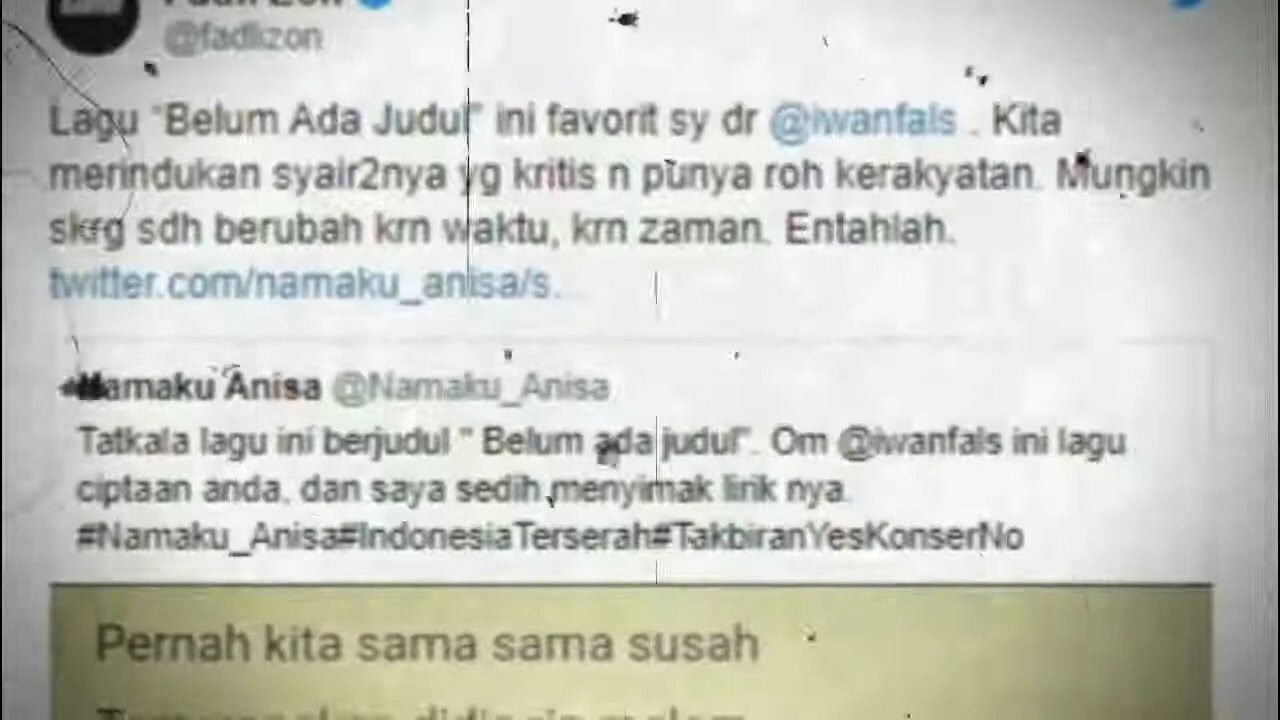 @fadlizon
Lagu "Belum Ada Judul" ini favorit sy dr @iwanfals . Kita
merindukan syair2nya yg kritis n punya roh kerakyatan. Mungkin
skrg sdh berubah krn waktu, krn zaman. Entahlah.
twitter.com/namaku_anisa/s...
Namaku Anisa @Namaku_Anisa
Tatkala lagu ini berjudul " Belum ada judul". Om @iwanfals ini lagu
ciptaan anda, dan saya sedih menyimak lirik nya.
#Namaku_Anisa#IndonesiaTerserah#TakbiranYesKonserNo
Pernah kita sama sama susah